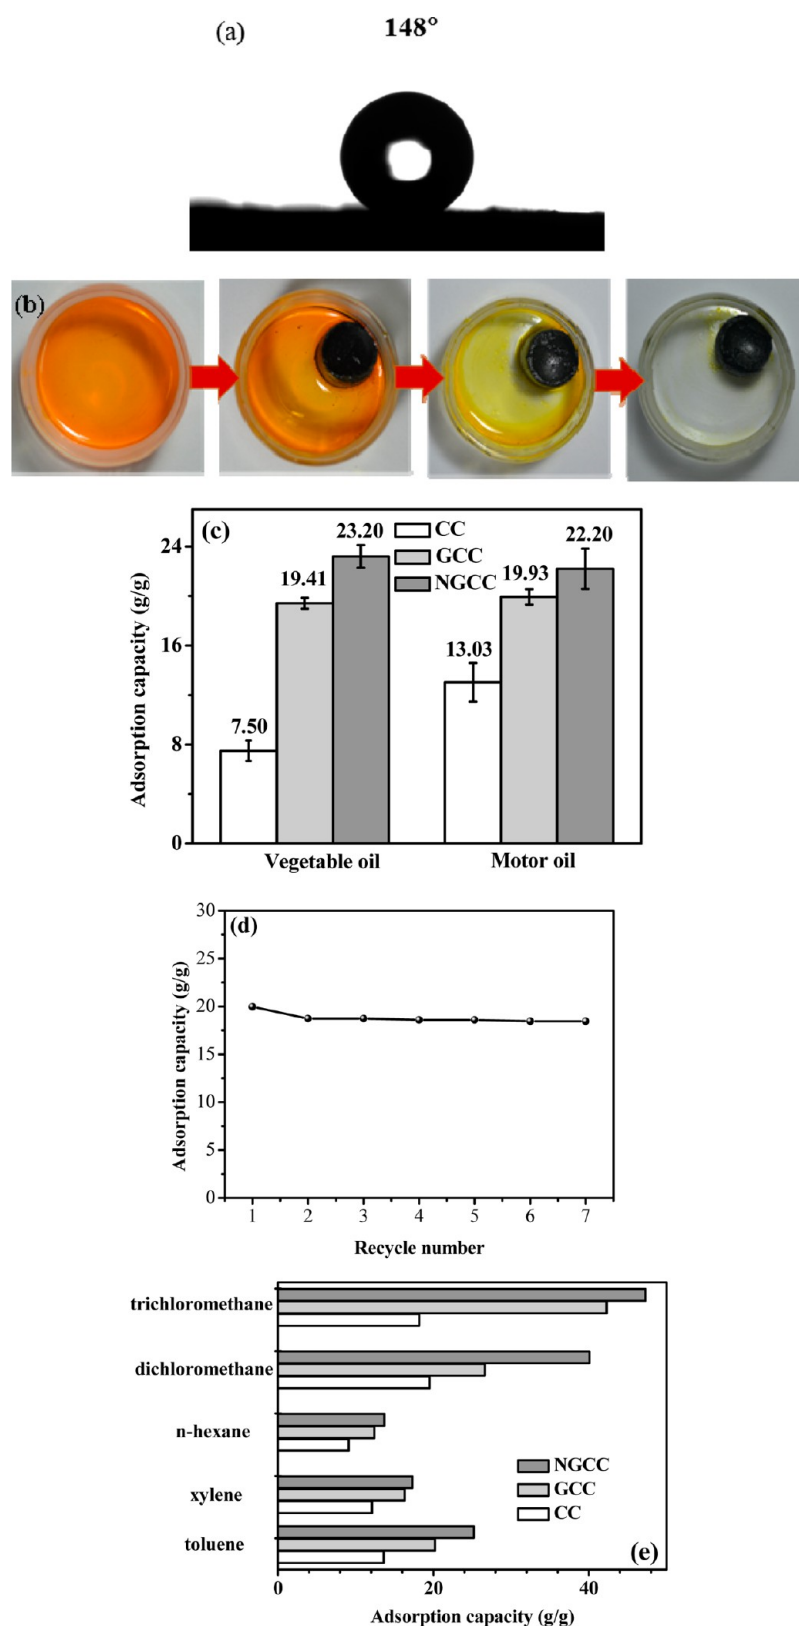 (a)
148°
(b)
(c)
CC
GCC
NGCC
Adsorption capacity (g/g)
24
16
8
0
7.50
19.41
23.20
13.03
19.93
22.20
Vegetable oil
Motor oil
(d)
Adsorption capacity (g/g)
30
25
20
15
10
5
0
1 2 3 4 5 6 7
Recycle number
trichloromethane
dichloromethane
n-hexane
xylene
toluene
NGCC
GCC
CC
(e)
0 20 40
Adsorption capacity (g/g)